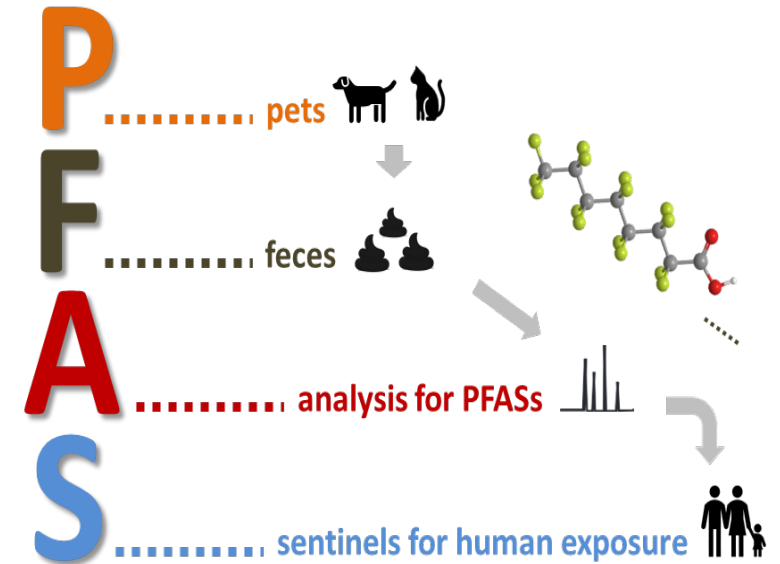 P.......... pets
F.......... feces
A.......... analysis for PFASs
S.......... sentinels for human exposure